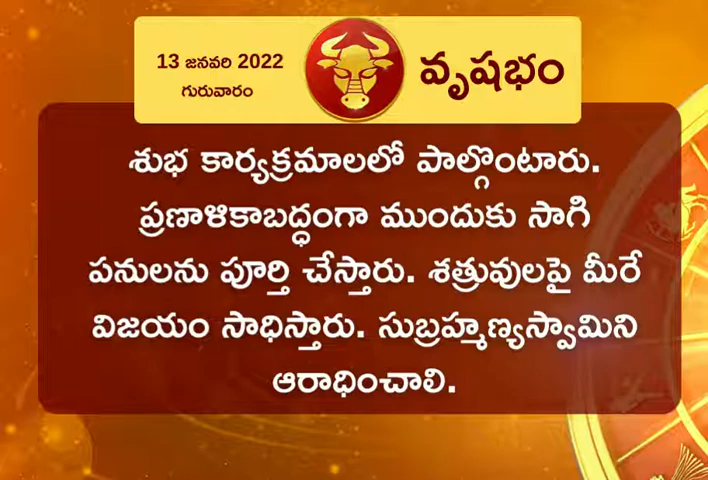 13 జనవరి 2022
గురువారం
వృషభం
శుభ కార్యక్రమాలలో పాల్గొంటారు.
ప్రణాళికాబద్ధంగా ముందుకు సాగి
పనులను పూర్తి చేస్తారు. శత్రువులపై మీరే
విజయం సాధిస్తారు. సుబ్రహ్మణ్యస్వామిని
ఆరాధించాలి.